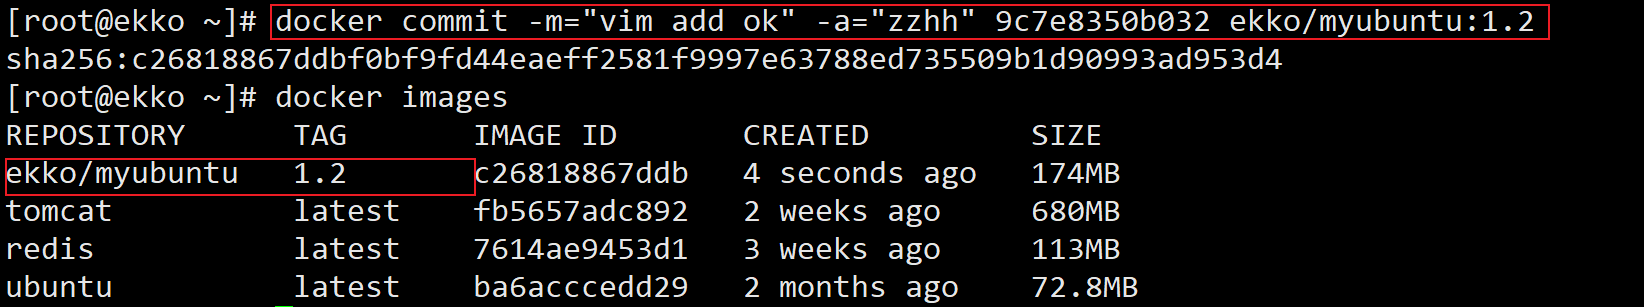 [root@ekko ~]# docker commit -m="vim add ok" -a="zzhh" 9c7e8350b032 ekko/myubuntu:1.2
sha256:c26818867ddbf0bf9fd44eaeff2581f9997e63788ed735509b1d90993ad953d4
[root@ekko ~]# docker images
REPOSITORY TAG IMAGE ID CREATED SIZE
ekko/myubuntu 1.2 c26818867ddb 4 seconds ago 174MB
tomcat latest fb5657adc892 2 weeks ago 680MB
redis latest 7614ae9453d1 3 weeks ago 113MB
ubuntu latest ba6acccedd29 2 months ago 72.8MB